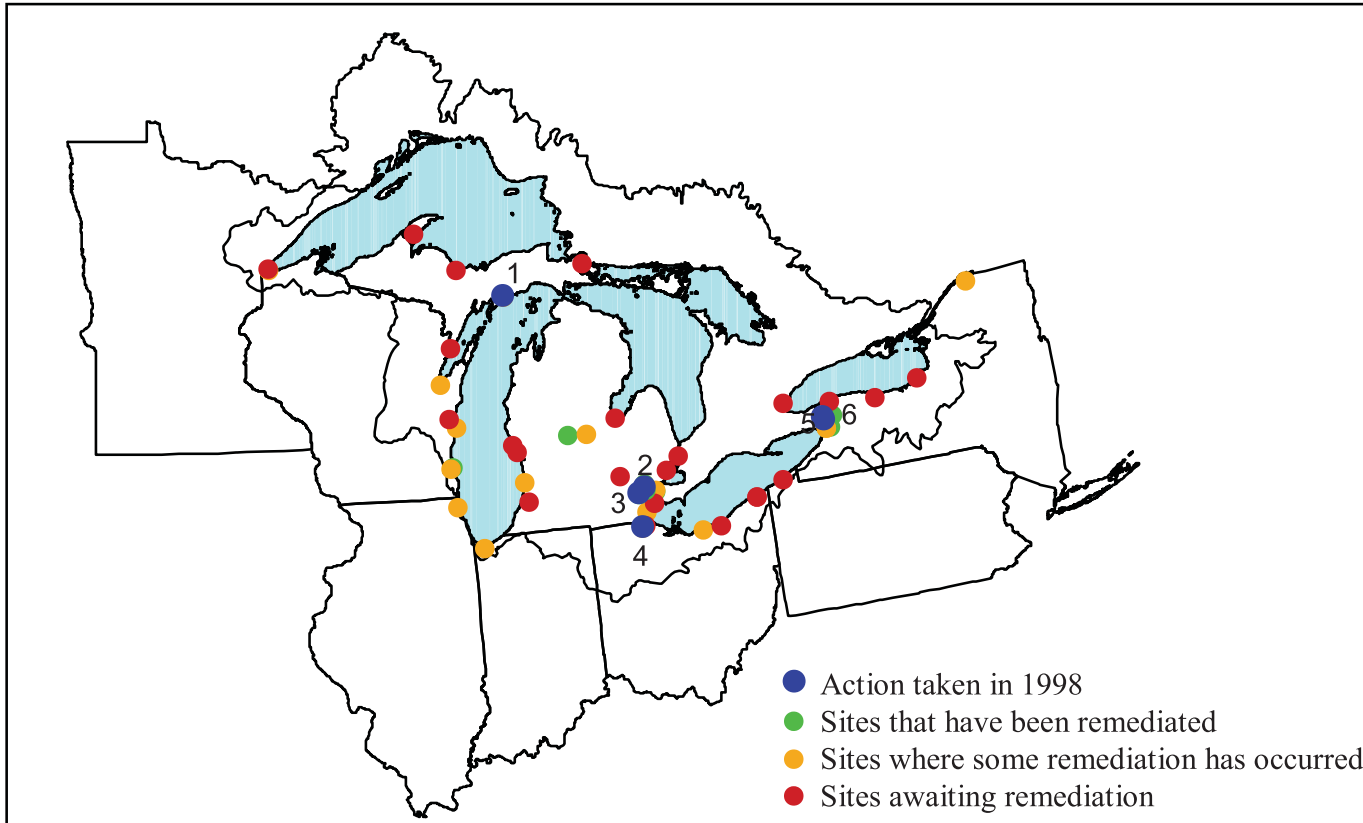 1
2
3
4
5
6
Action taken in 1998
Sites that have been remediated
Sites where some remediation has occurred
Sites awaiting remediation